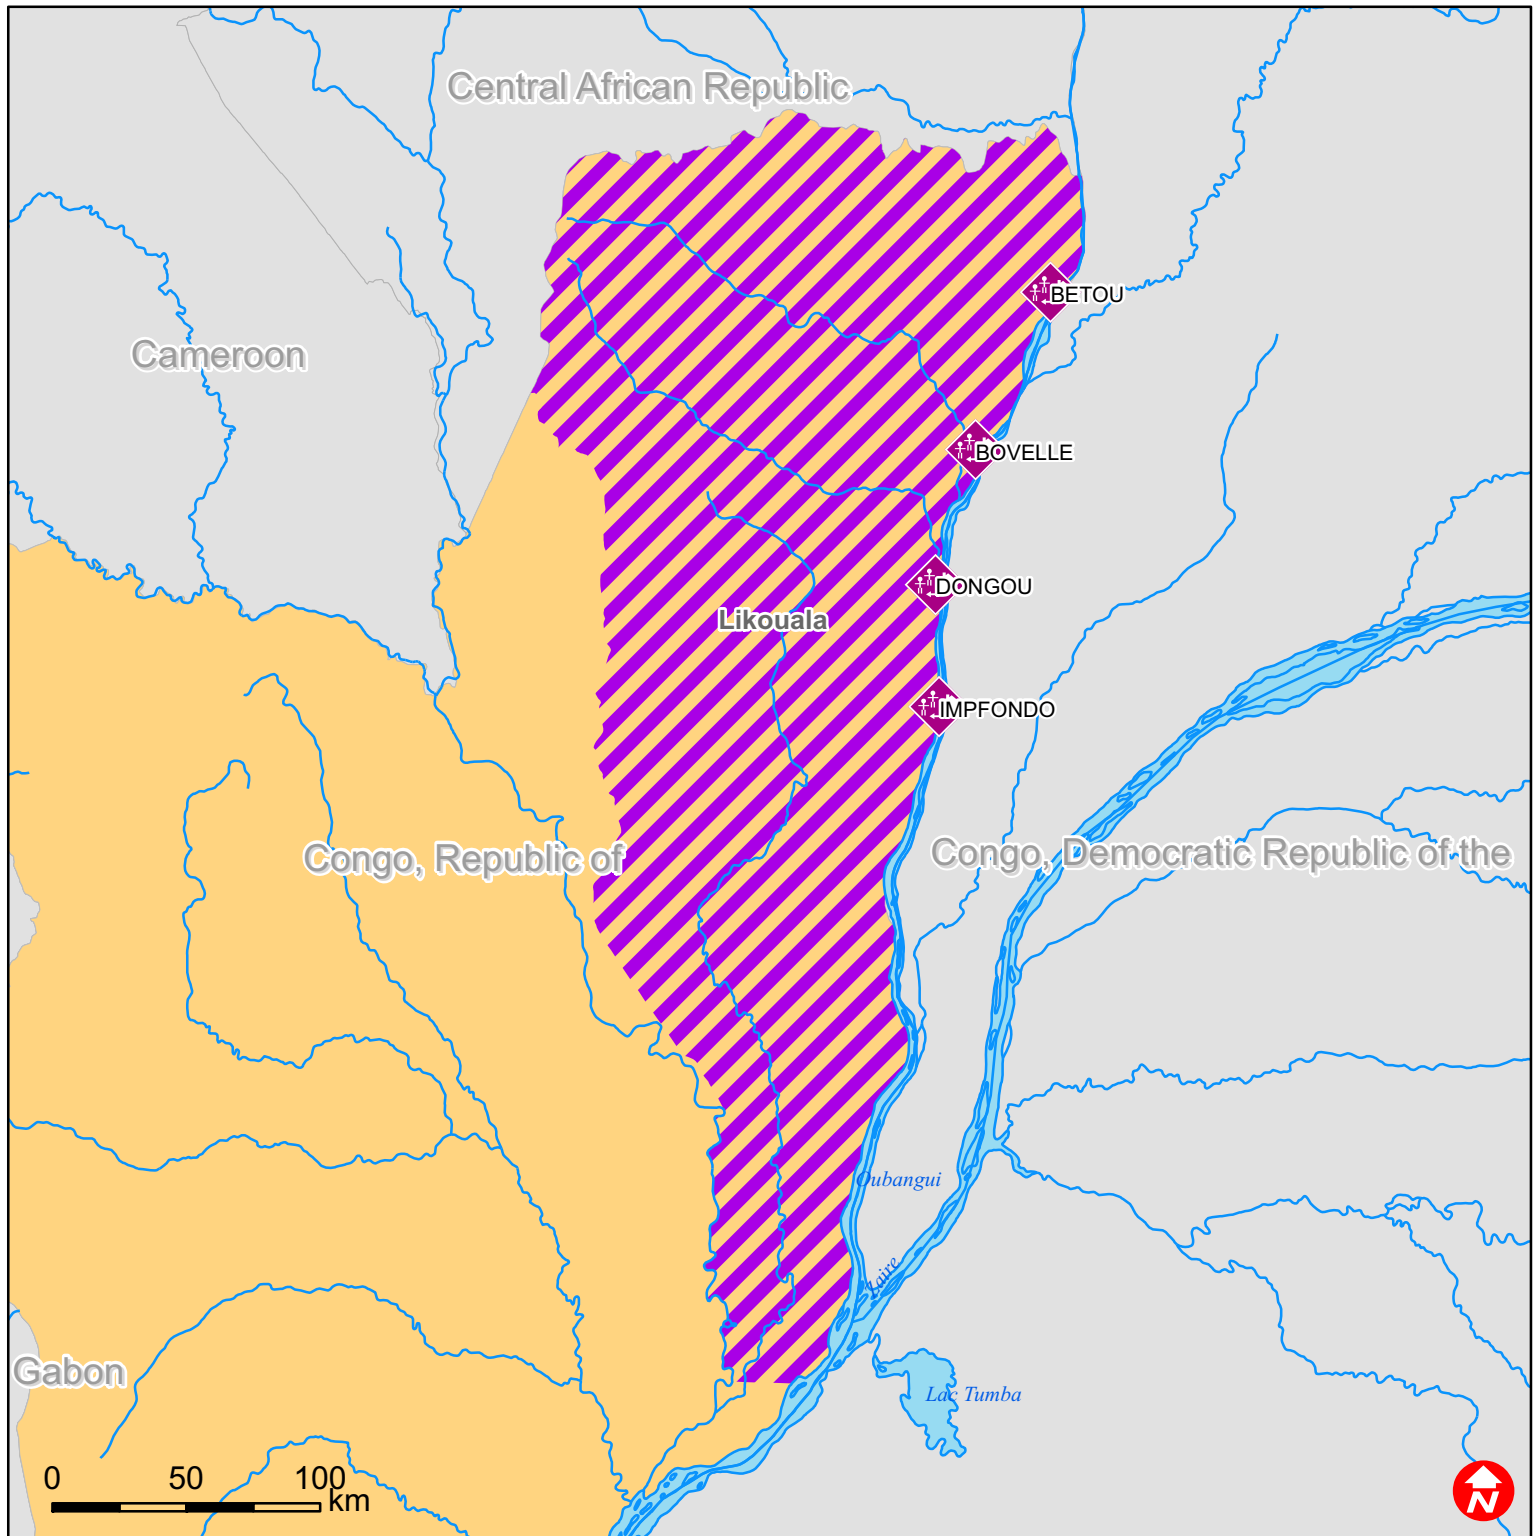 Central African Republic
BETOU
Cameroon
BOVELLE
DONGOU
Likouala
IMPFONDO
Congo, Republic of
Congo, Democratic Republic of the
Oubangui
Zaire
Gabon
Lac Tumba
0 50 100
km
N